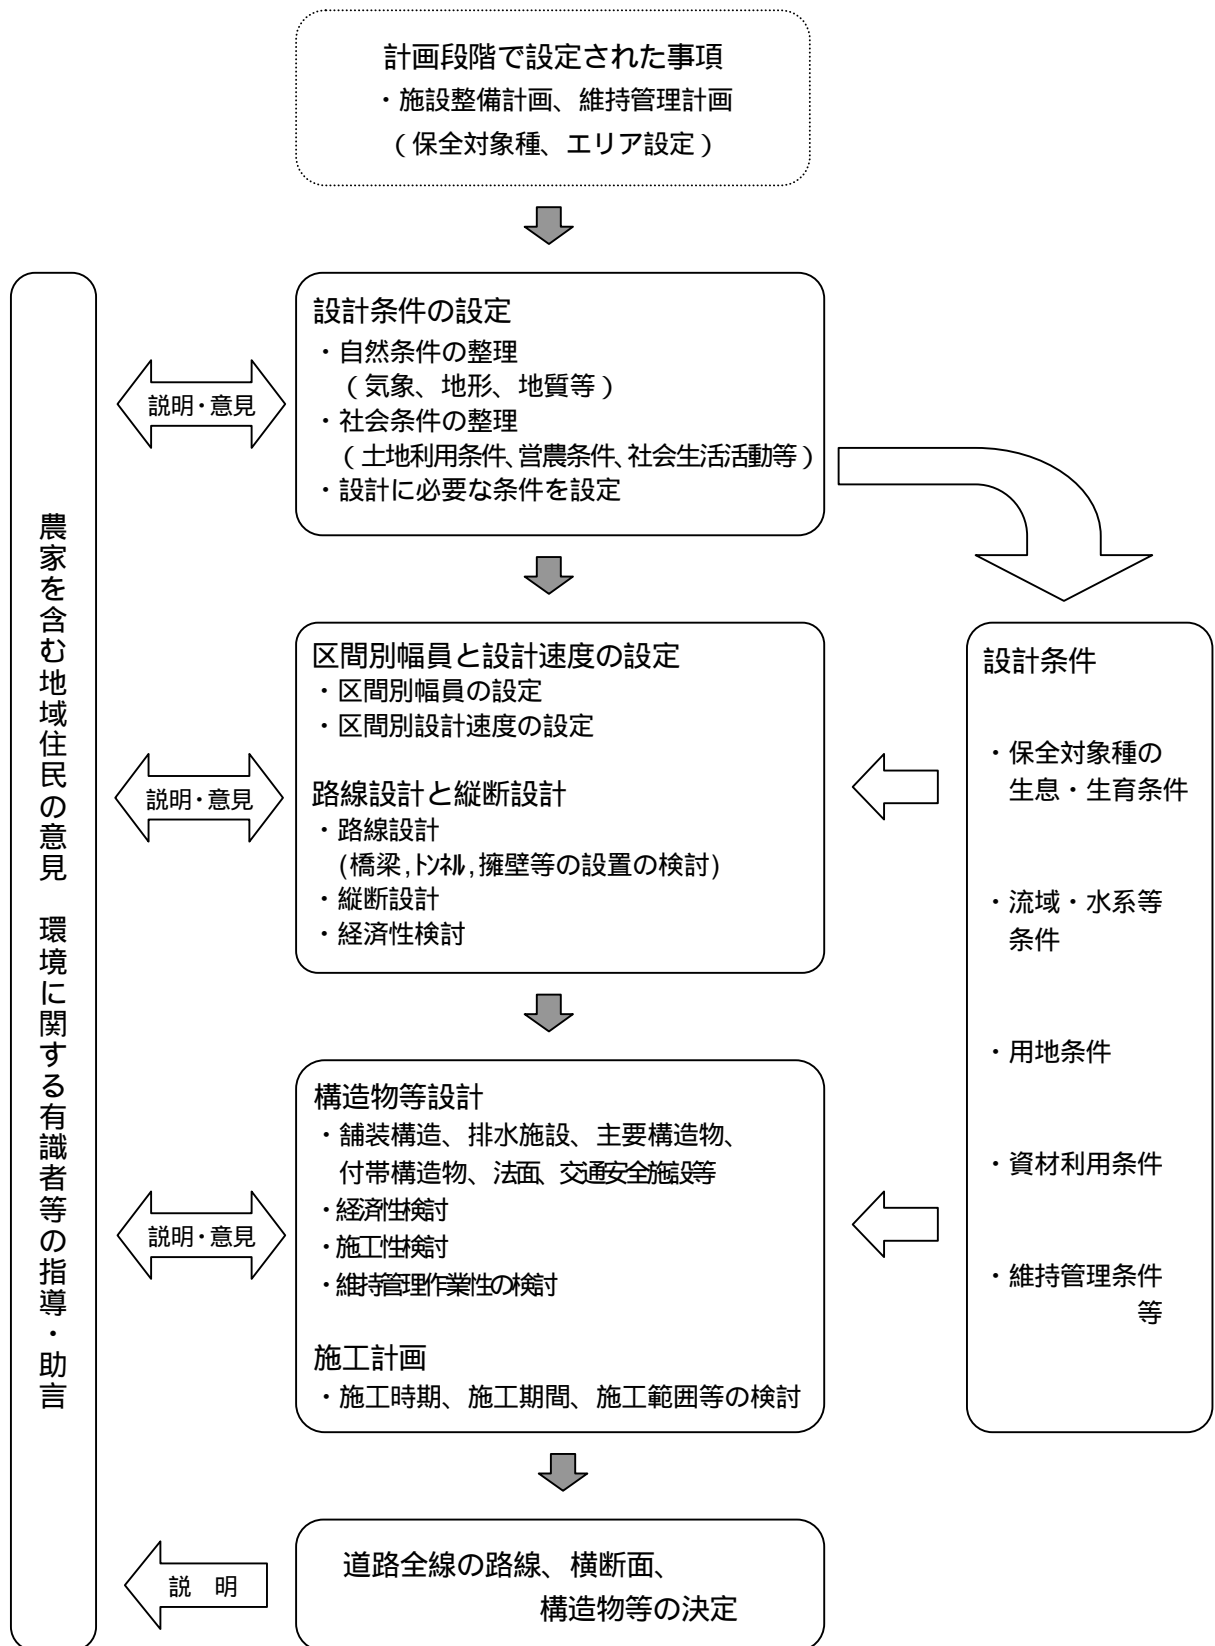 計画段階で設定された事項
・施設整備計画、維持管理計画
(保全対象種、エリア設定)
農家を含む地域住民の意見　環境に関する有識者等の指導・助言
設計条件の設定
・自然条件の整理
(気象、地形、地質等)
・社会条件の整理
(土地利用条件、営農条件、社会生活活動等)
・設計に必要な条件を設定
説明・意見
区間別幅員と設計速度の設定
・区間別幅員の設定
・区間別設計速度の設定
路線設計と縦断設計
・路線設計
(橋梁,トンネル,擁壁等の設置の検討)
・縦断設計
・経済性検討
説明・意見
設計条件
・保全対象種の
生息・生育条件
・流域・水系等
条件
・用地条件
・資材利用条件
・維持管理条件
等
構造物等設計
・舗装構造、排水施設、主要構造物、
付帯構造物、法面、交通安全施設等
・経済性検討
・施工性検討
・維持管理作業性の検討
施工計画
・施工時期、施工期間、施工範囲等の検討
説明・意見
道路全線の路線、横断面、
構造物等の決定
説　明